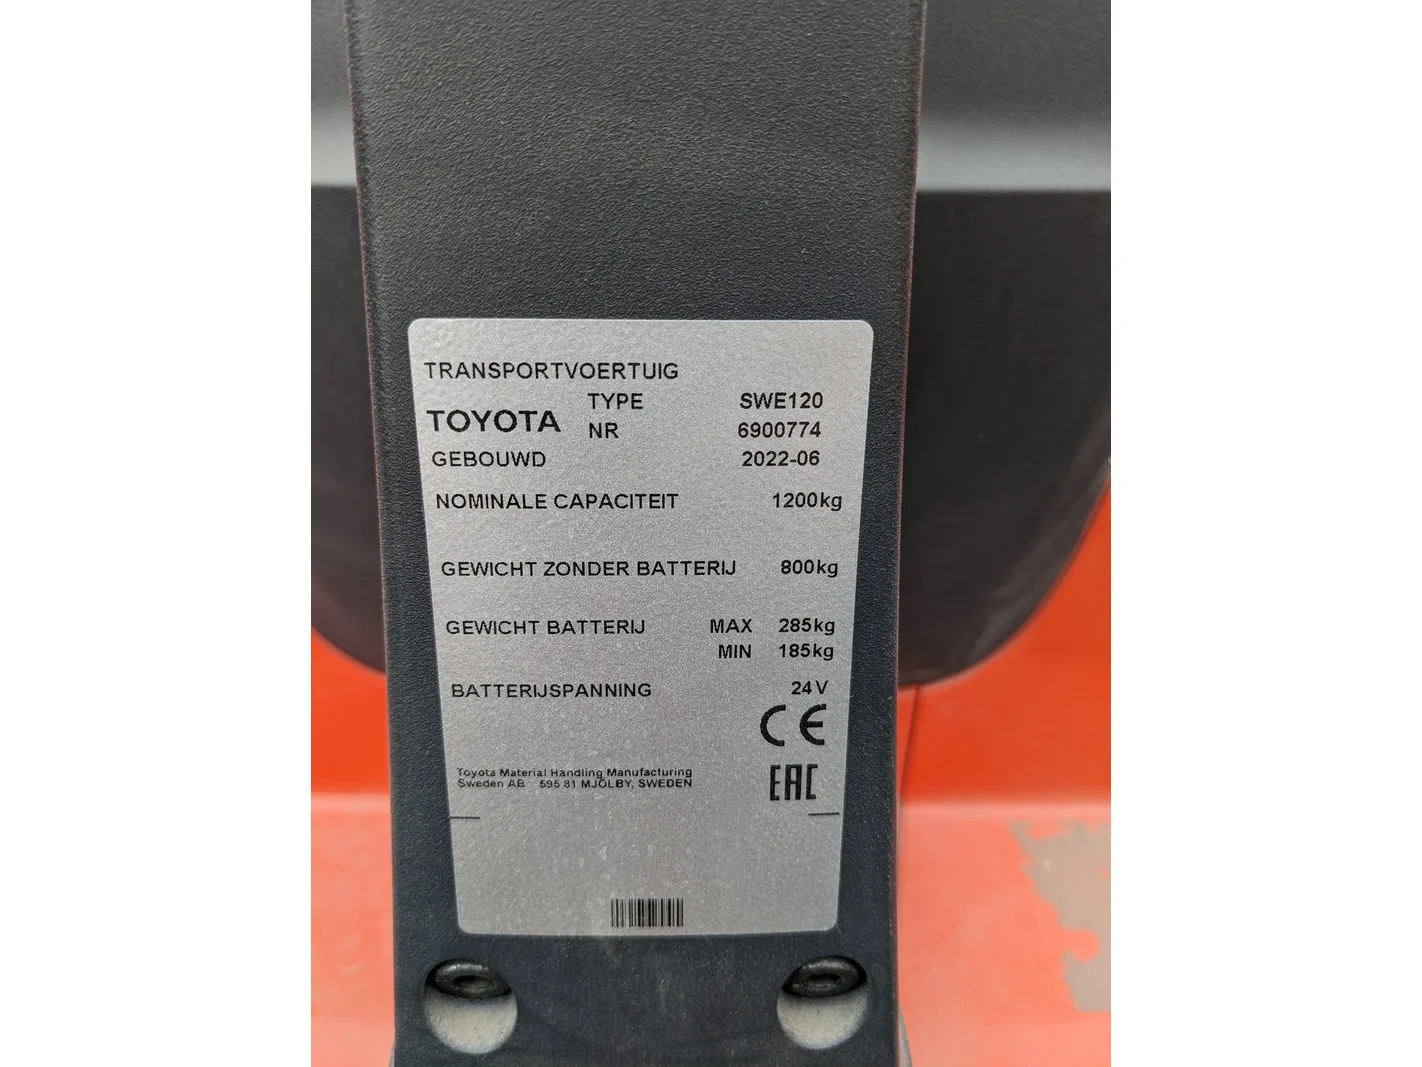 TRANSPORTVOERTUIG
TYPE SWE120
TOYOTA
NR 6900774
GEBOUWD 2022-06
NOMINALE CAPACITEIT 1200kg
GEWICHT ZONDER BATTERIJ 800kg
GEWICHT BATTERIJ MAX 285kg
MIN 185kg
BATTERIJSPANNING 24V
CE
Toyota Material Handling Manufacturing
Sweden AB 595 81 MJÖLBY, SWEDEN
EAC